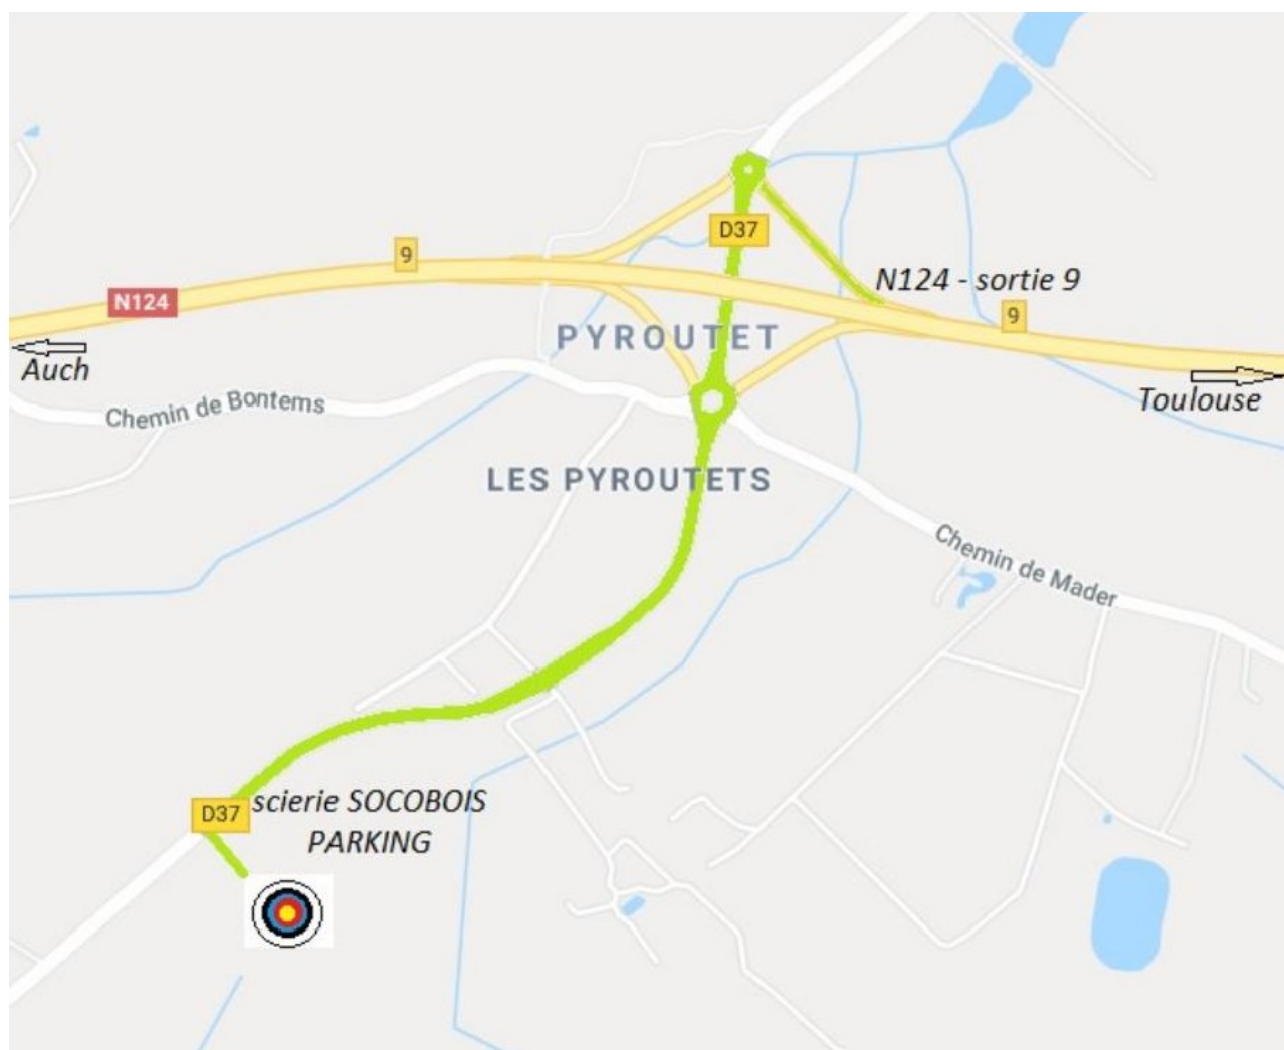 D37
9
N124 - sortie 9
N124
9
PYROUTET
Auch
Toulouse
Chemin de Bontems
LES PYROUTETS
Chemin de Mader
scierie SOCOBOIS
D37
PARKING